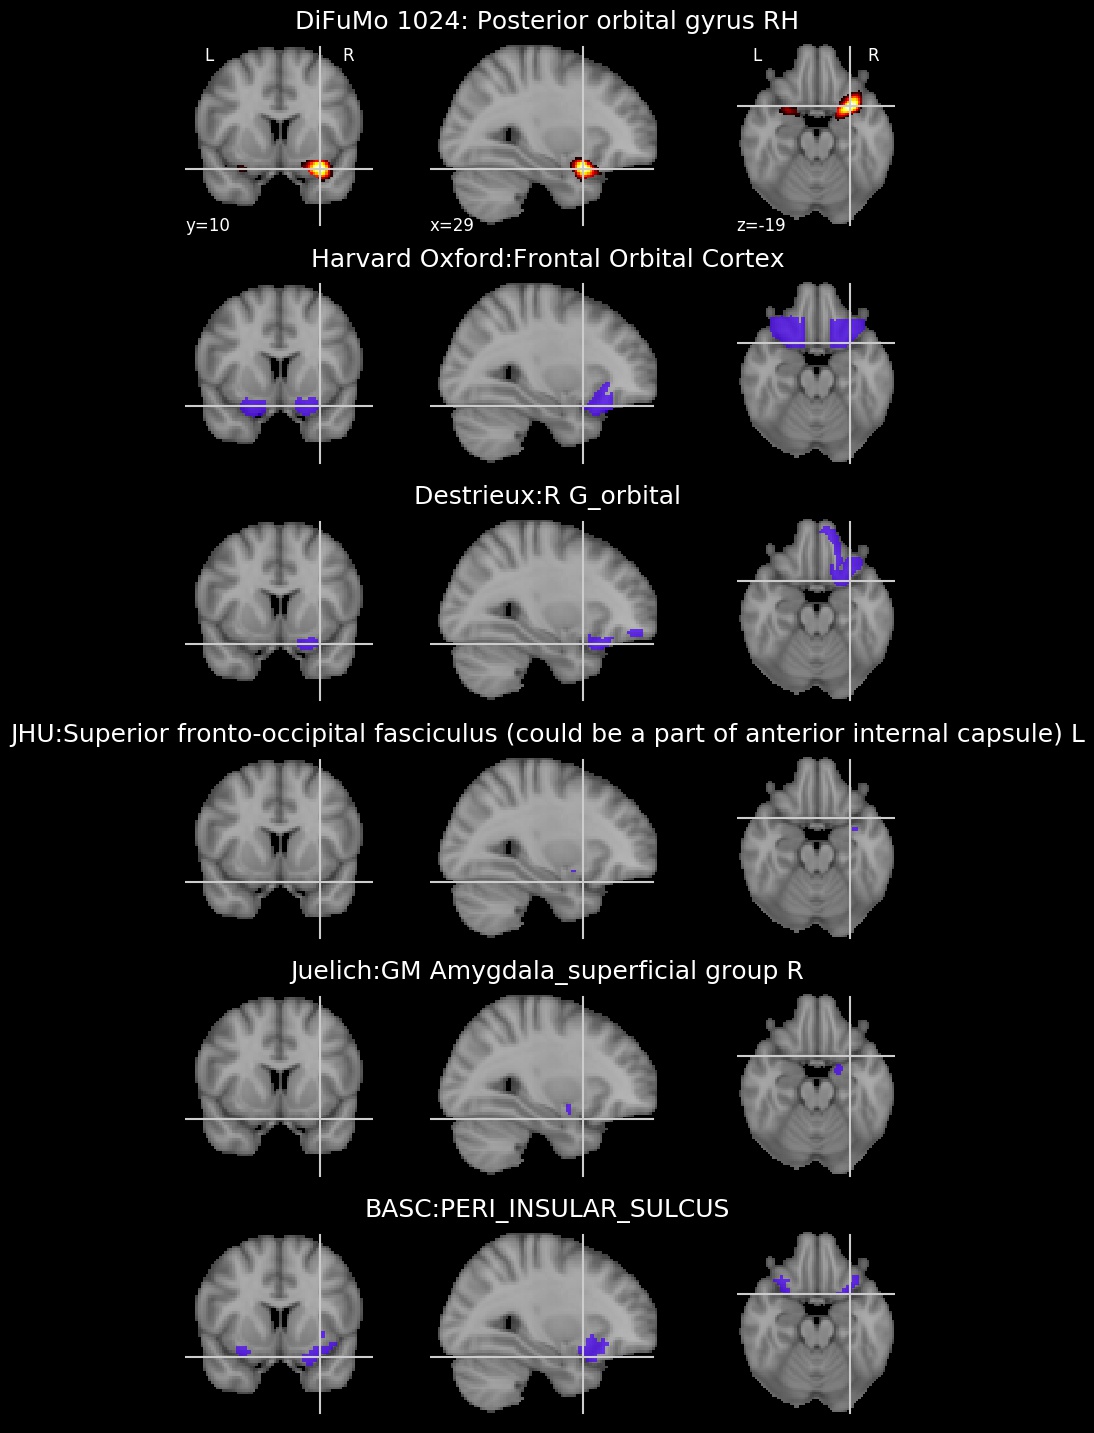 DiFuMo 1024: Posterior orbital gyrus RH
L R L R
y=10 x=29 z=-19
Harvard Oxford:Frontal Orbital Cortex
Destrieux:R G_orbital
JHU:Superior fronto-occipital fasciculus (could be a part of anterior internal capsule) L
Juelich:GM Amygdala_superficial group R
BASC:PERI_INSULAR_SULCUS